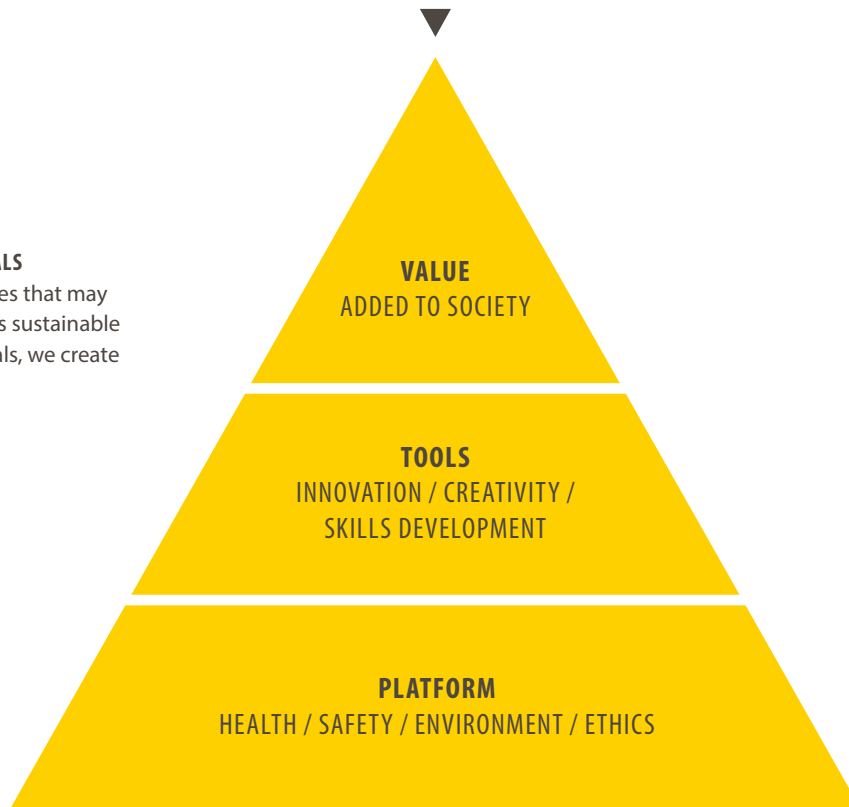 ALS
es that may
s sustainable
als, we create
VALUE
ADDED TO SOCIETY
TOOLS
INNOVATION / CREATIVITY /
SKILLS DEVELOPMENT
PLATFORM
HEALTH / SAFETY / ENVIRONMENT / ETHICS